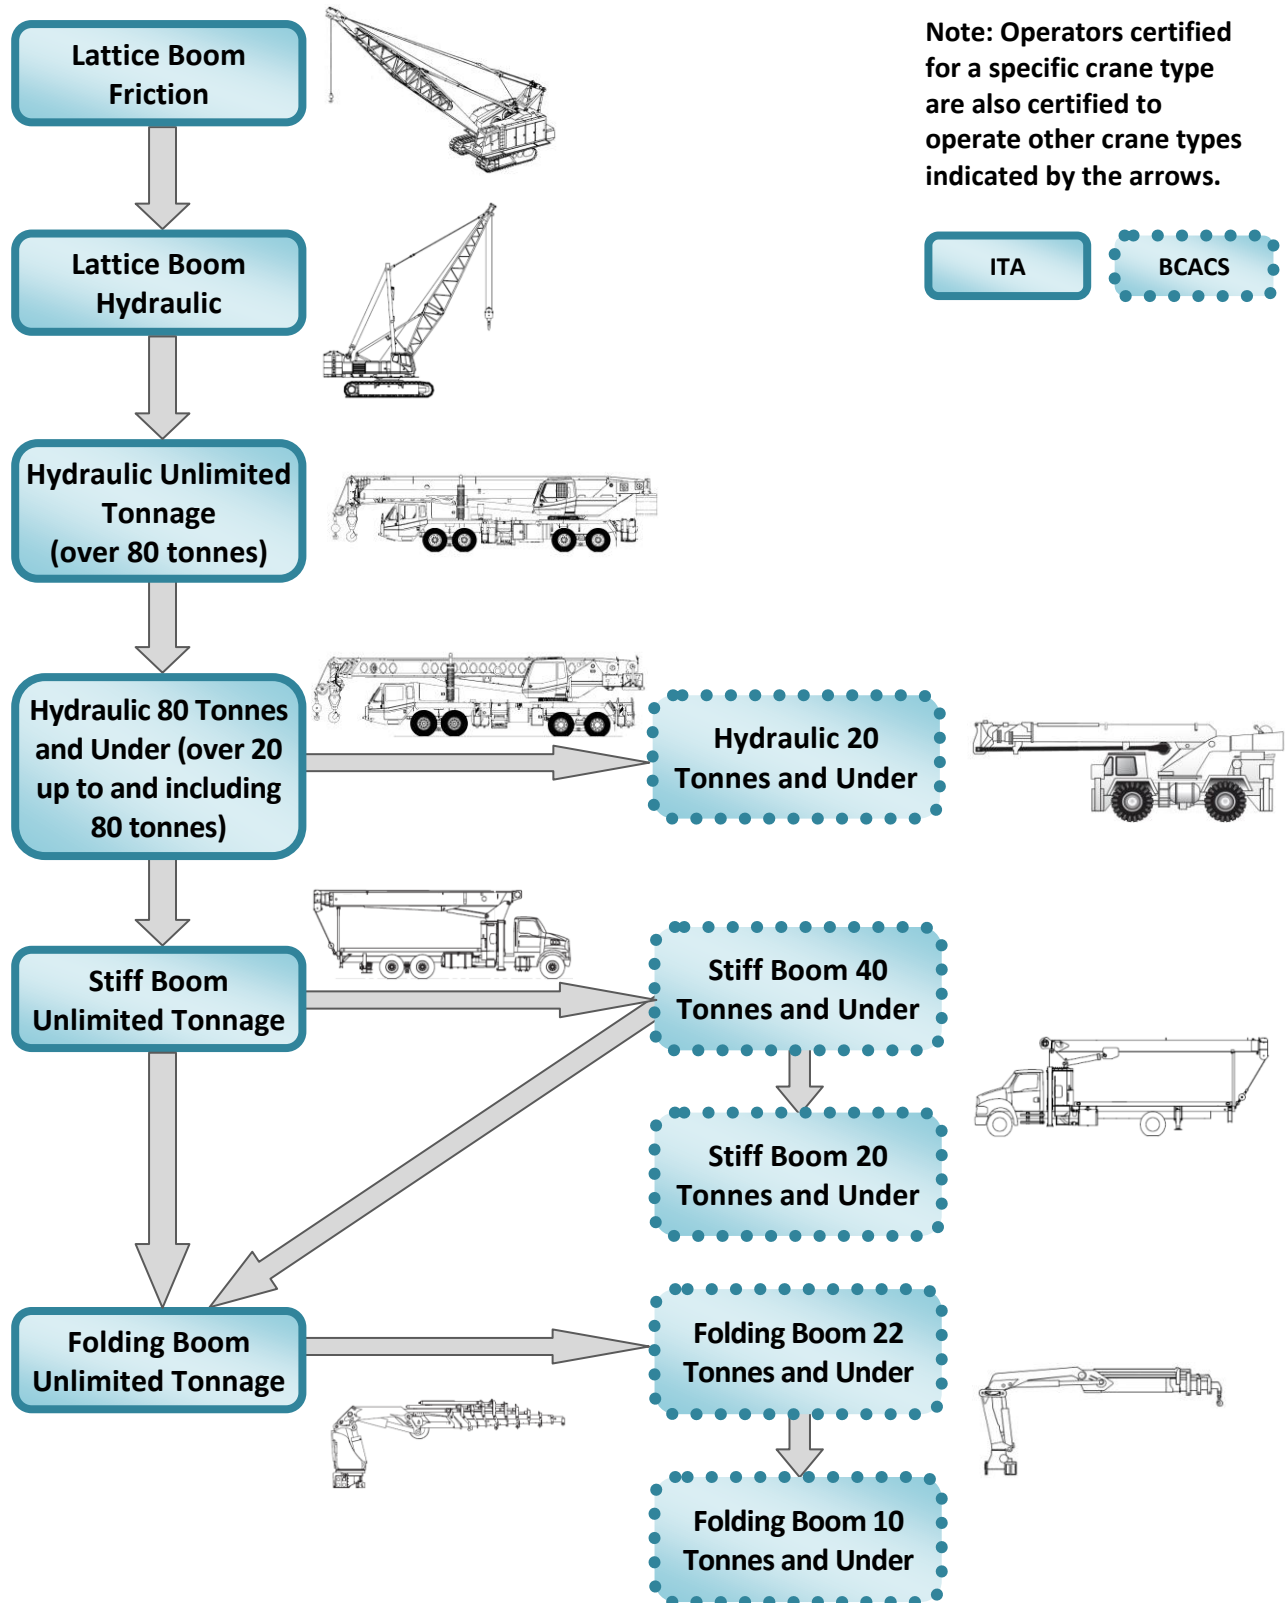 Lattice Boom
Friction
Note: Operators certified
for a specific crane type
are also certified to
operate other crane types
indicated by the arrows.
ITA
BCACS
Lattice Boom
Hydraulic
Hydraulic Unlimited
Tonnage
(over 80 tonnes)
Hydraulic 80 Tonnes
and Under (over 20
up to and including
80 tonnes)
Hydraulic 20
Tonnes and Under
Stiff Boom
Unlimited Tonnage
Stiff Boom 40
Tonnes and Under
Stiff Boom 20
Tonnes and Under
Folding Boom
Unlimited Tonnage
Folding Boom 22
Tonnes and Under
Folding Boom 10
Tonnes and Under